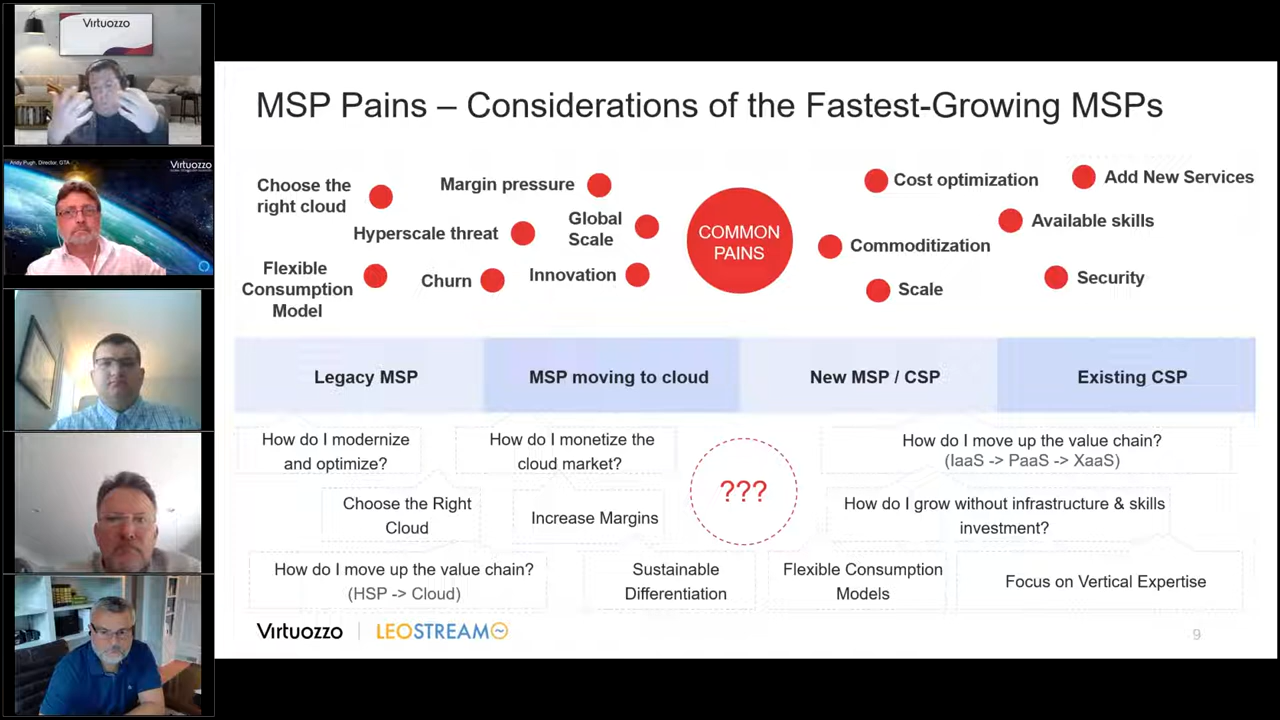 Virtuozzo
Andy Pugh, Director, GTA
Virtuozzo
MSP Pains – Considerations of the Fastest-Growing MSPs
Choose the
right cloud
Margin pressure
Hyperscale threat
Global
Scale
Flexible
Consumption
Model
Churn
Innovation
COMMON
PAINS
Cost optimization
Add New Services
Available skills
Commoditization
Scale
Security
Legacy MSP
MSP moving to cloud
New MSP / CSP
Existing CSP
How do I modernize
and optimize?
How do I monetize the
cloud market?
???
How do I move up the value chain?
(IaaS -> PaaS -> XaaS)
Choose the Right
Cloud
Increase Margins
How do I grow without infrastructure & skills
investment?
How do I move up the value chain?
(HSP -> Cloud)
Sustainable
Differentiation
Flexible Consumption
Models
Focus on Vertical Expertise
Virtuozzo
LEOSTREAM
9